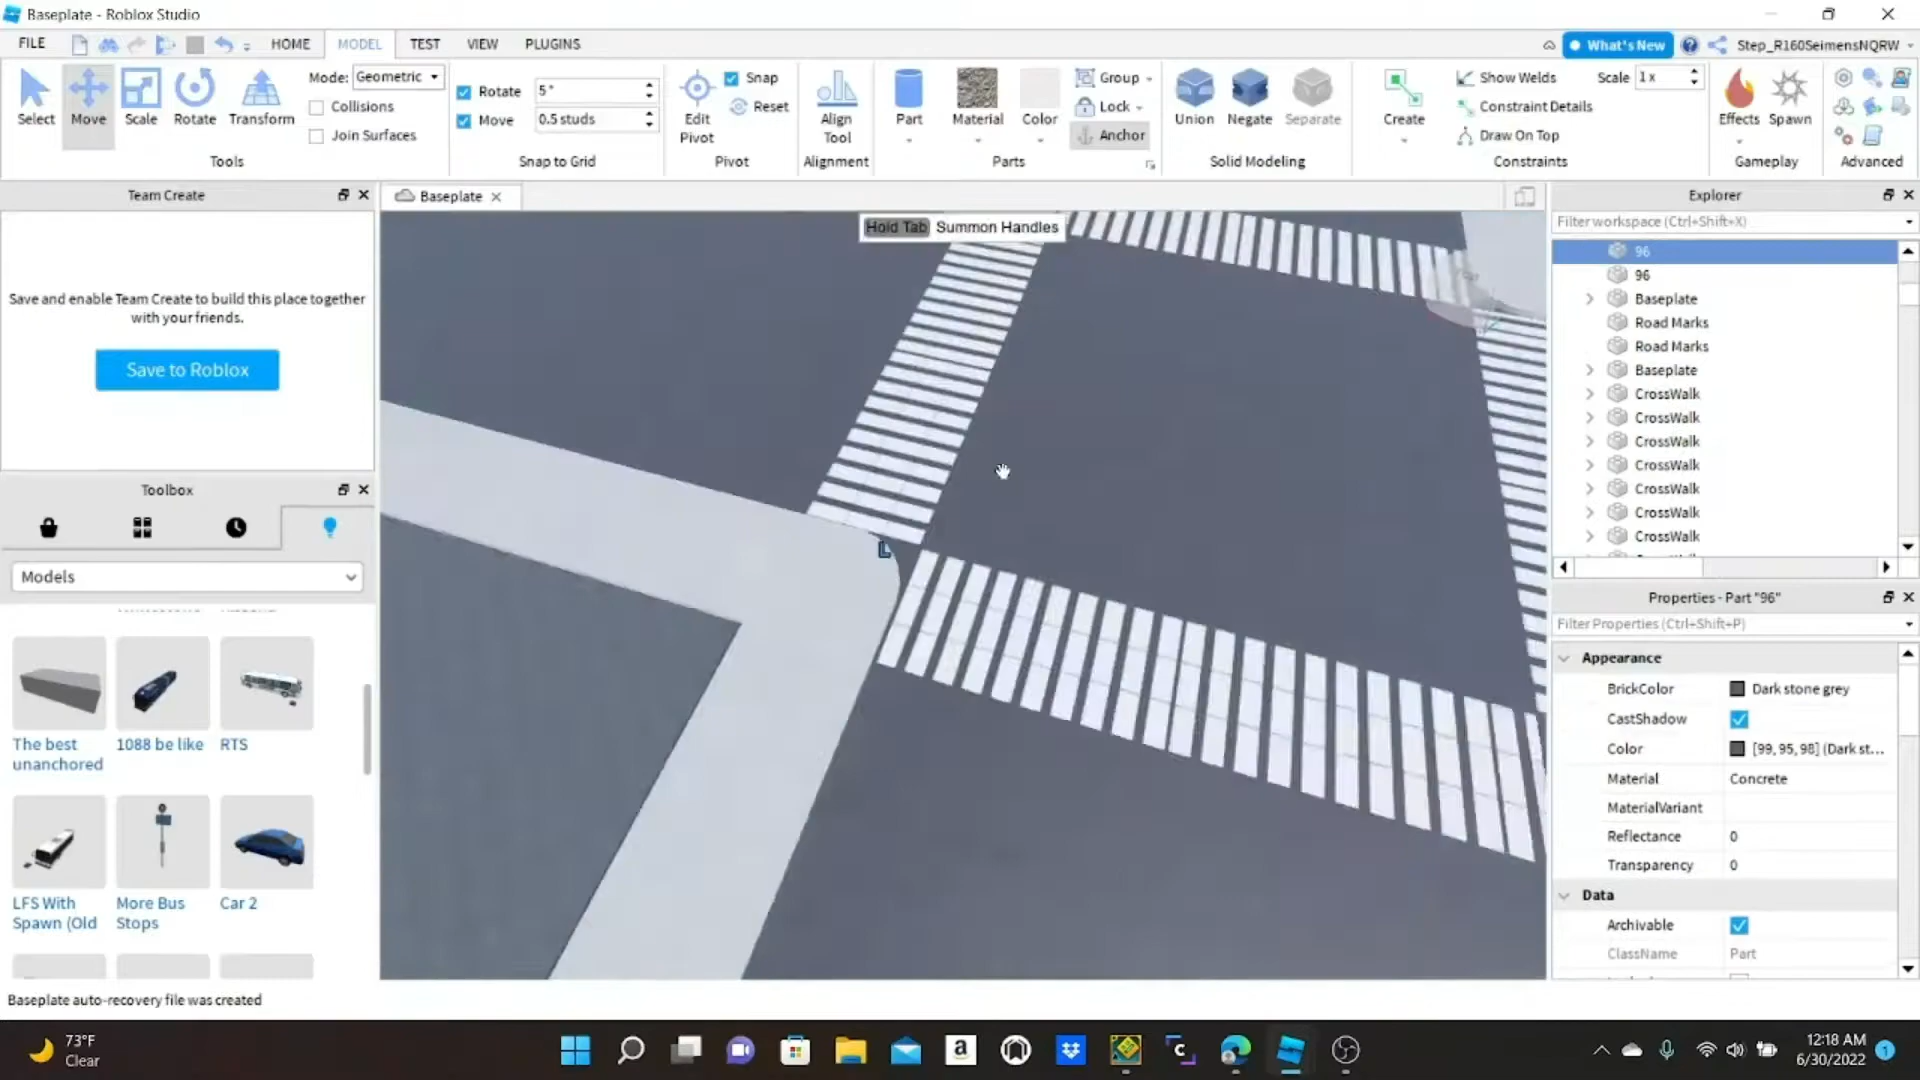 Baseplate - Roblox Studio
FILE HOME MODEL TEST VIEW PLUGINS
What's New Step_R160SeimensNQRW
Select Move Scale Rotate Transform
Mode: Geometric
Collisions
Join Surfaces
Tools
Rotate 5°
Move 0.5 studs
Snap to Grid
Edit Pivot
Snap
Reset
Pivot
Align Tool
Alignment
Part Material Color
Group
Lock
Anchor
Parts
Union Negate Separate
Solid Modeling
Create
Show Welds Scale 1 x
Constraint Details
Draw On Top
Constraints
Effects Spawn
Gameplay
Advanced
Team Create
Save and enable Team Create to build this place together
with your friends.
Save to Roblox
Toolbox
Models
The best
unanchored
1088 be like
RTS
LFS With
Spawn (Old
More Bus
Stops
Car 2
Baseplate
Hold Tab Summon Handles
Explorer
Filter workspace (Ctrl+Shift+X)
96
96
Baseplate
Road Marks
Road Marks
Baseplate
CrossWalk
CrossWalk
CrossWalk
CrossWalk
CrossWalk
CrossWalk
CrossWalk
Properties - Part "96"
Filter Properties (Ctrl+Shift+P)
Appearance
BrickColor Dark stone grey
CastShadow
Color [99, 95, 98] (Dark st...
Material Concrete
MaterialVariant
Reflectance 0
Transparency 0
Data
Archivable
ClassName Part
Baseplate auto-recovery file was created
73°F
Clear
12:18 AM
6/30/2022
1